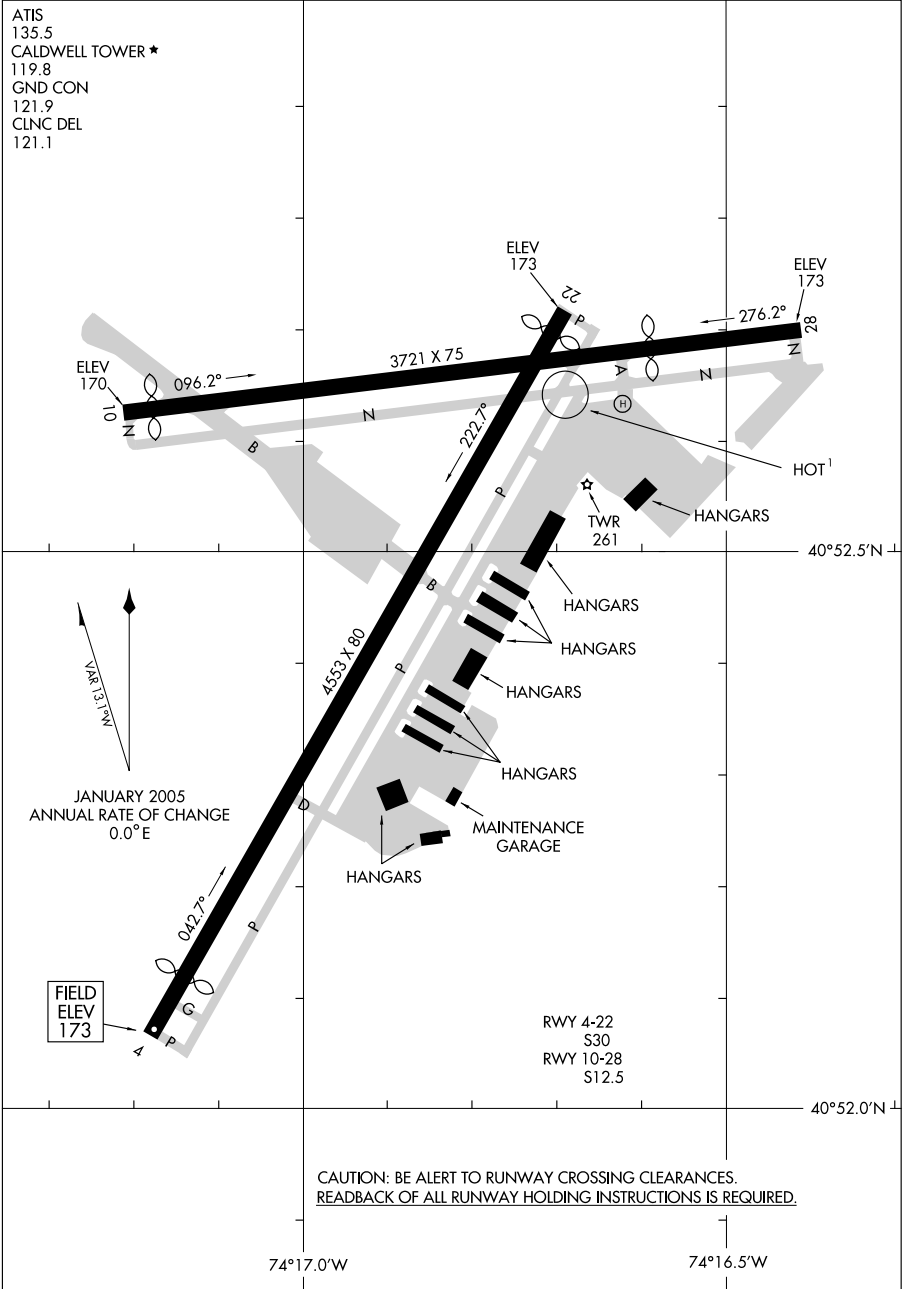 ATIS
135.5
CALDWELL TOWER ★
119.8
GND CON
121.9
CLNC DEL
121.1
ELEV
173
22
P
ELEV
173
276.2°
28
N
3721 X 75
A
N
H
ELEV
170
096.2°
10
N
N
B
222.7°
P
HOT 1
TWR
261
HANGARS
40°52.5'N
HANGARS
B
HANGARS
P
4553 X 80
HANGARS
VAR 13.1°W
HANGARS
JANUARY 2005
ANNUAL RATE OF CHANGE
0.0°E
D
MAINTENANCE
GARAGE
HANGARS
042.7°
P
G
FIELD
ELEV
173
4
P
RWY 4-22
S30
RWY 10-28
S12.5
40°52.0'N
CAUTION: BE ALERT TO RUNWAY CROSSING CLEARANCES.
READBACK OF ALL RUNWAY HOLDING INSTRUCTIONS IS REQUIRED.
74°17.0'W
74°16.5'W